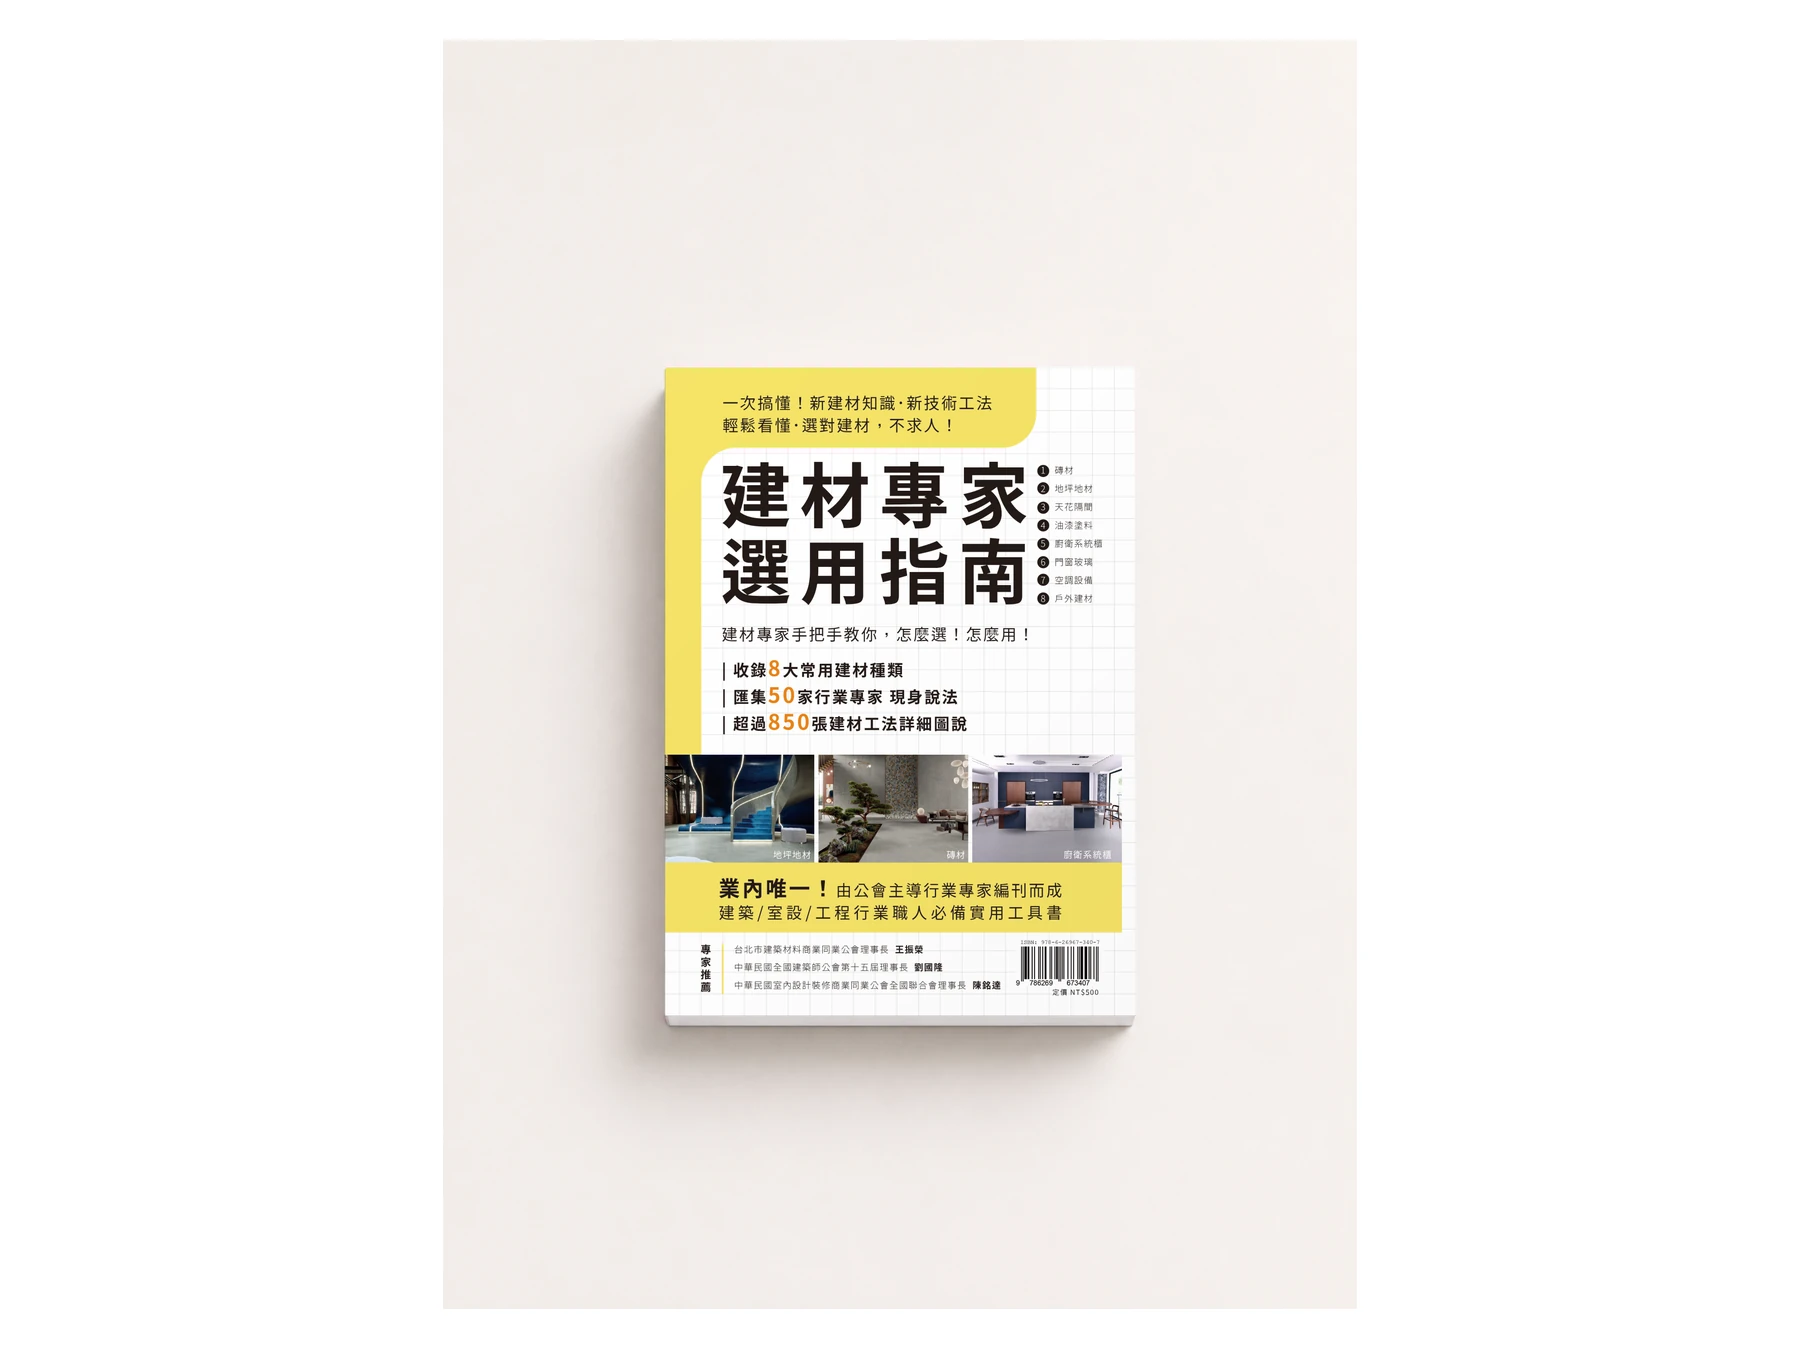 一次搞懂！新建材知識·新技術工法
輕鬆看懂·選對建材，不求人！
建材專家
選用指南
1 磚材
2 地坪地材
3 天花隔間
4 油漆塗料
5 廚衛系統櫃
6 門窗玻璃
7 空調設備
8 戶外建材
建材專家手把手教你，怎麼選！怎麼用！
| 收錄8大常用建材種類
| 匯集50家行業專家 現身說法
| 超過850張建材工法詳細圖說
地坪地材
磚材
廚衛系統櫃
業內唯一！由公會主導行業專家編刊而成
建築/室設/工程行業職人必備實用工具書
專家推薦
台北市建築材料商業同業公會理事長 王振榮
中華民國全國建築師公會第十五屆理事長 劉國隆
中華民國室內設計裝修商業同業公會全國聯合會理事長 陳銘達
ISBN: 978-6-26967-340-7
9 786269 673407
定價 NT$500